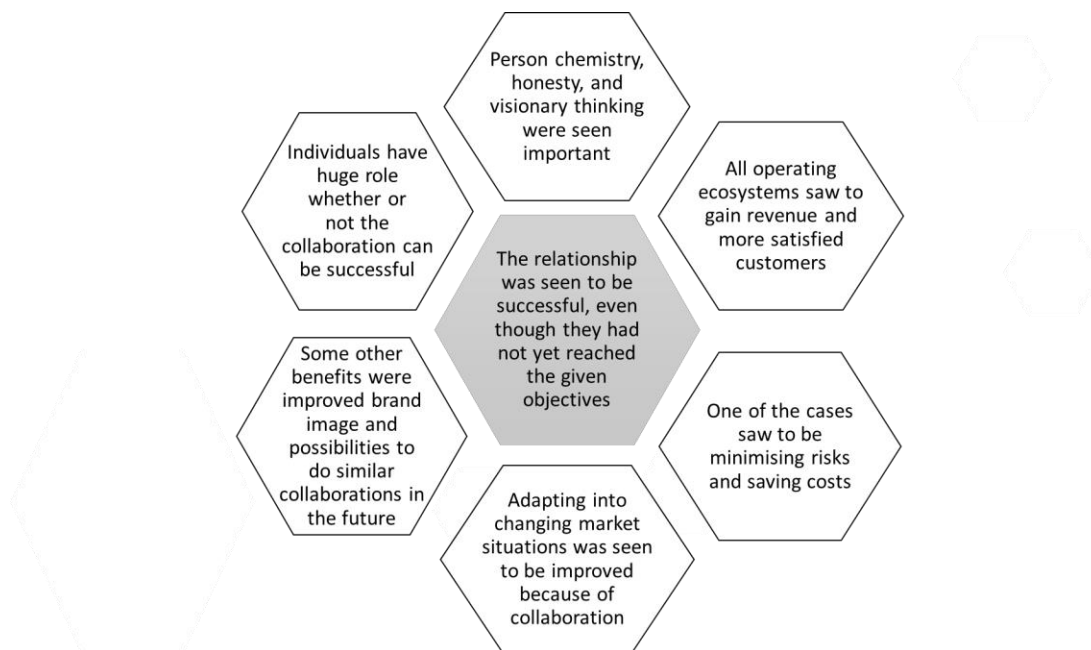 Person chemistry,
honesty, and
visionary thinking
were seen
important
All operating
ecosystems saw to
gain revenue and
more satisfied
customers
One of the cases
saw to be
minimising risks
and saving costs
Adapting into
changing market
situations was seen
to be improved
because of
collaboration
Some other
benefits were
improved brand
image and
possibilities to
do similar
collaborations in
the future
Individuals have
huge role
whether or
not the
collaboration can
be successful
The relationship
was seen to be
successful, even
though they had
not yet reached
the given
objectives